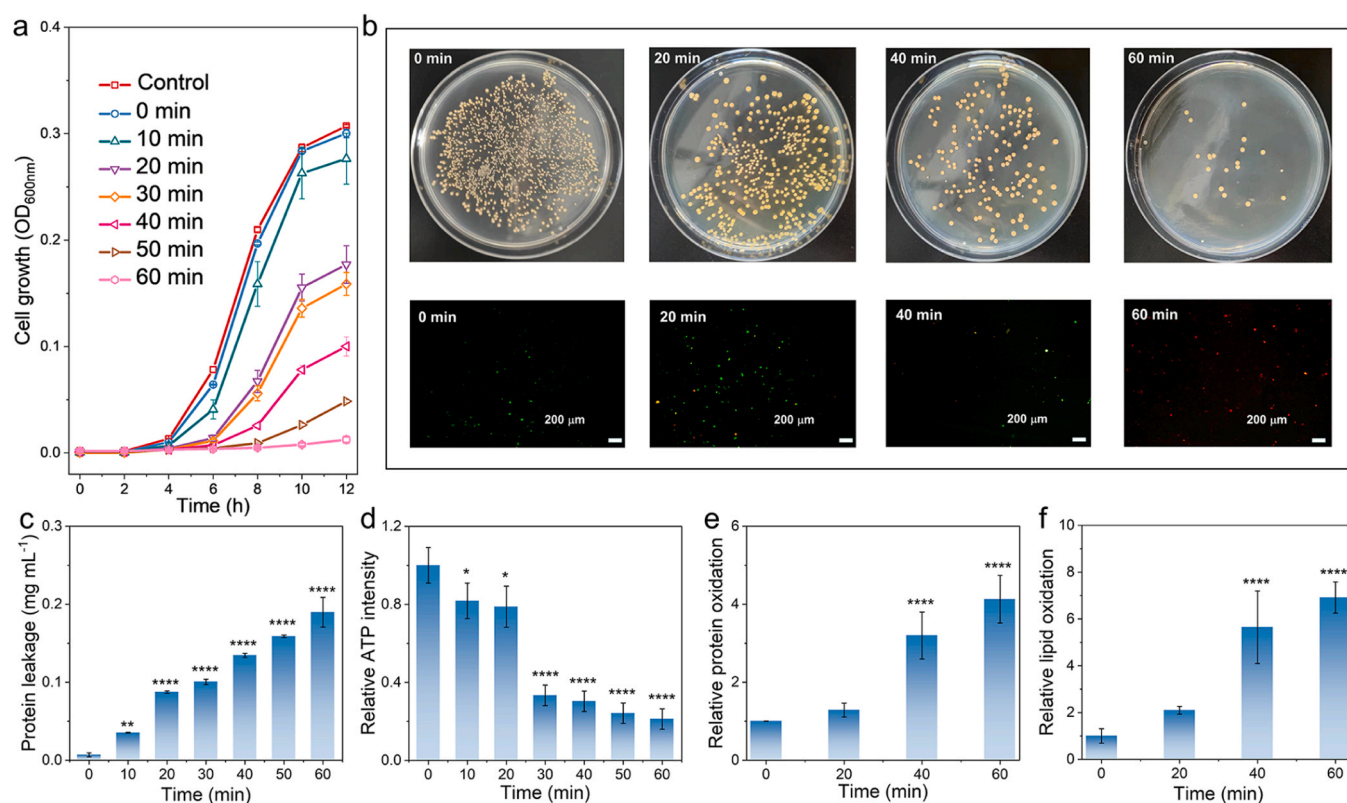 a
0.4
0.3
0.2
0.1
0.0
Cell growth (OD600nm)
Control
0 min
10 min
20 min
30 min
40 min
50 min
60 min
0 2 4 6 8 10 12
Time (h)
b
0 min
20 min
40 min
60 min
0 min
200 μm
20 min
200 μm
40 min
200 μm
60 min
200 μm
c
0.3
0.2
0.1
0.0
Protein leakage (mg mL-1)
**
****
****
****
****
****
0 10 20 30 40 50 60
Time (min)
d
1.2
0.8
0.4
0.0
Relative ATP intensity
*
*
****
****
****
****
0 10 20 30 40 50 60
Time (min)
e
6
4
2
0
Relative protein oxidation
****
****
0 20 40 60
Time (min)
f
10
8
6
4
2
0
Relative lipid oxidation
****
****
0 20 40 60
Time (min)